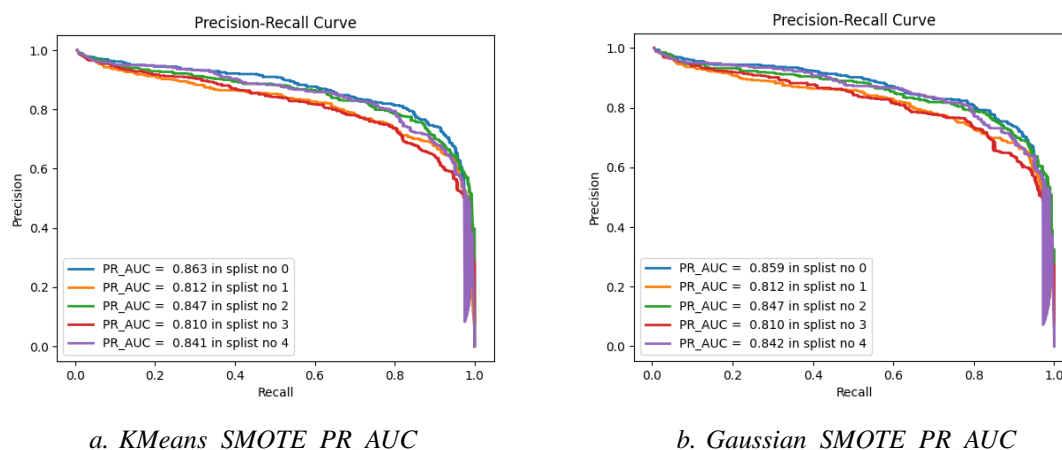 Precision-Recall Curve
1.0
0.8
0.6
0.4
0.2
0.0
Precision
PR_AUC = 0.863 in splist no 0
PR_AUC = 0.812 in splist no 1
PR_AUC = 0.847 in splist no 2
PR_AUC = 0.810 in splist no 3
PR_AUC = 0.841 in splist no 4
0.0 0.2 0.4 0.6 0.8 1.0
Recall
a. KMeans SMOTE PR AUC
Precision-Recall Curve
1.0
0.8
0.6
0.4
0.2
0.0
Precision
PR_AUC = 0.859 in splist no 0
PR_AUC = 0.812 in splist no 1
PR_AUC = 0.847 in splist no 2
PR_AUC = 0.810 in splist no 3
PR_AUC = 0.842 in splist no 4
0.0 0.2 0.4 0.6 0.8 1.0
Recall
b. Gaussian SMOTE PR AUC